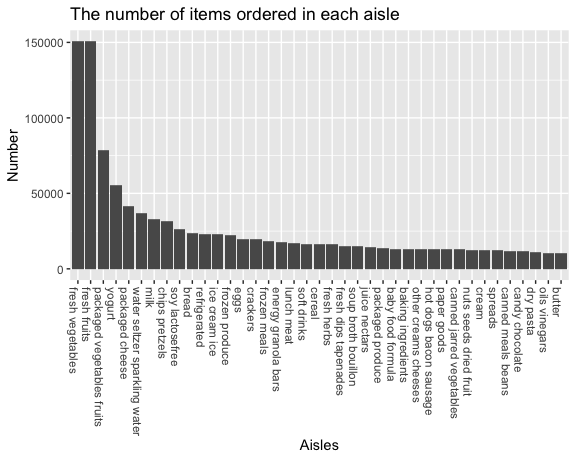 The number of items ordered in each aisle
150000
100000
50000
0
Number
fresh vegetables
fresh fruits
packaged vegetables fruits
yogurt
packaged cheese
water seltzer sparkling water
milk
chips pretzels
soy lactosefree
bread
refrigerated
ice cream ice
frozen produce
eggs
crackers
frozen meals
energy granola bars
lunch meat
soft drinks
cereal
fresh herbs
fresh dips tapenades
soup broth bouillon
juice nectars
packaged produce
baby food formula
baking ingredients
other creams cheeses
hot dogs bacon sausage
paper goods
canned jarred vegetables
nuts seeds dried fruit
cream
spreads
canned meals beans
candy chocolate
dry pasta
oils vinegars
butter
Aisles